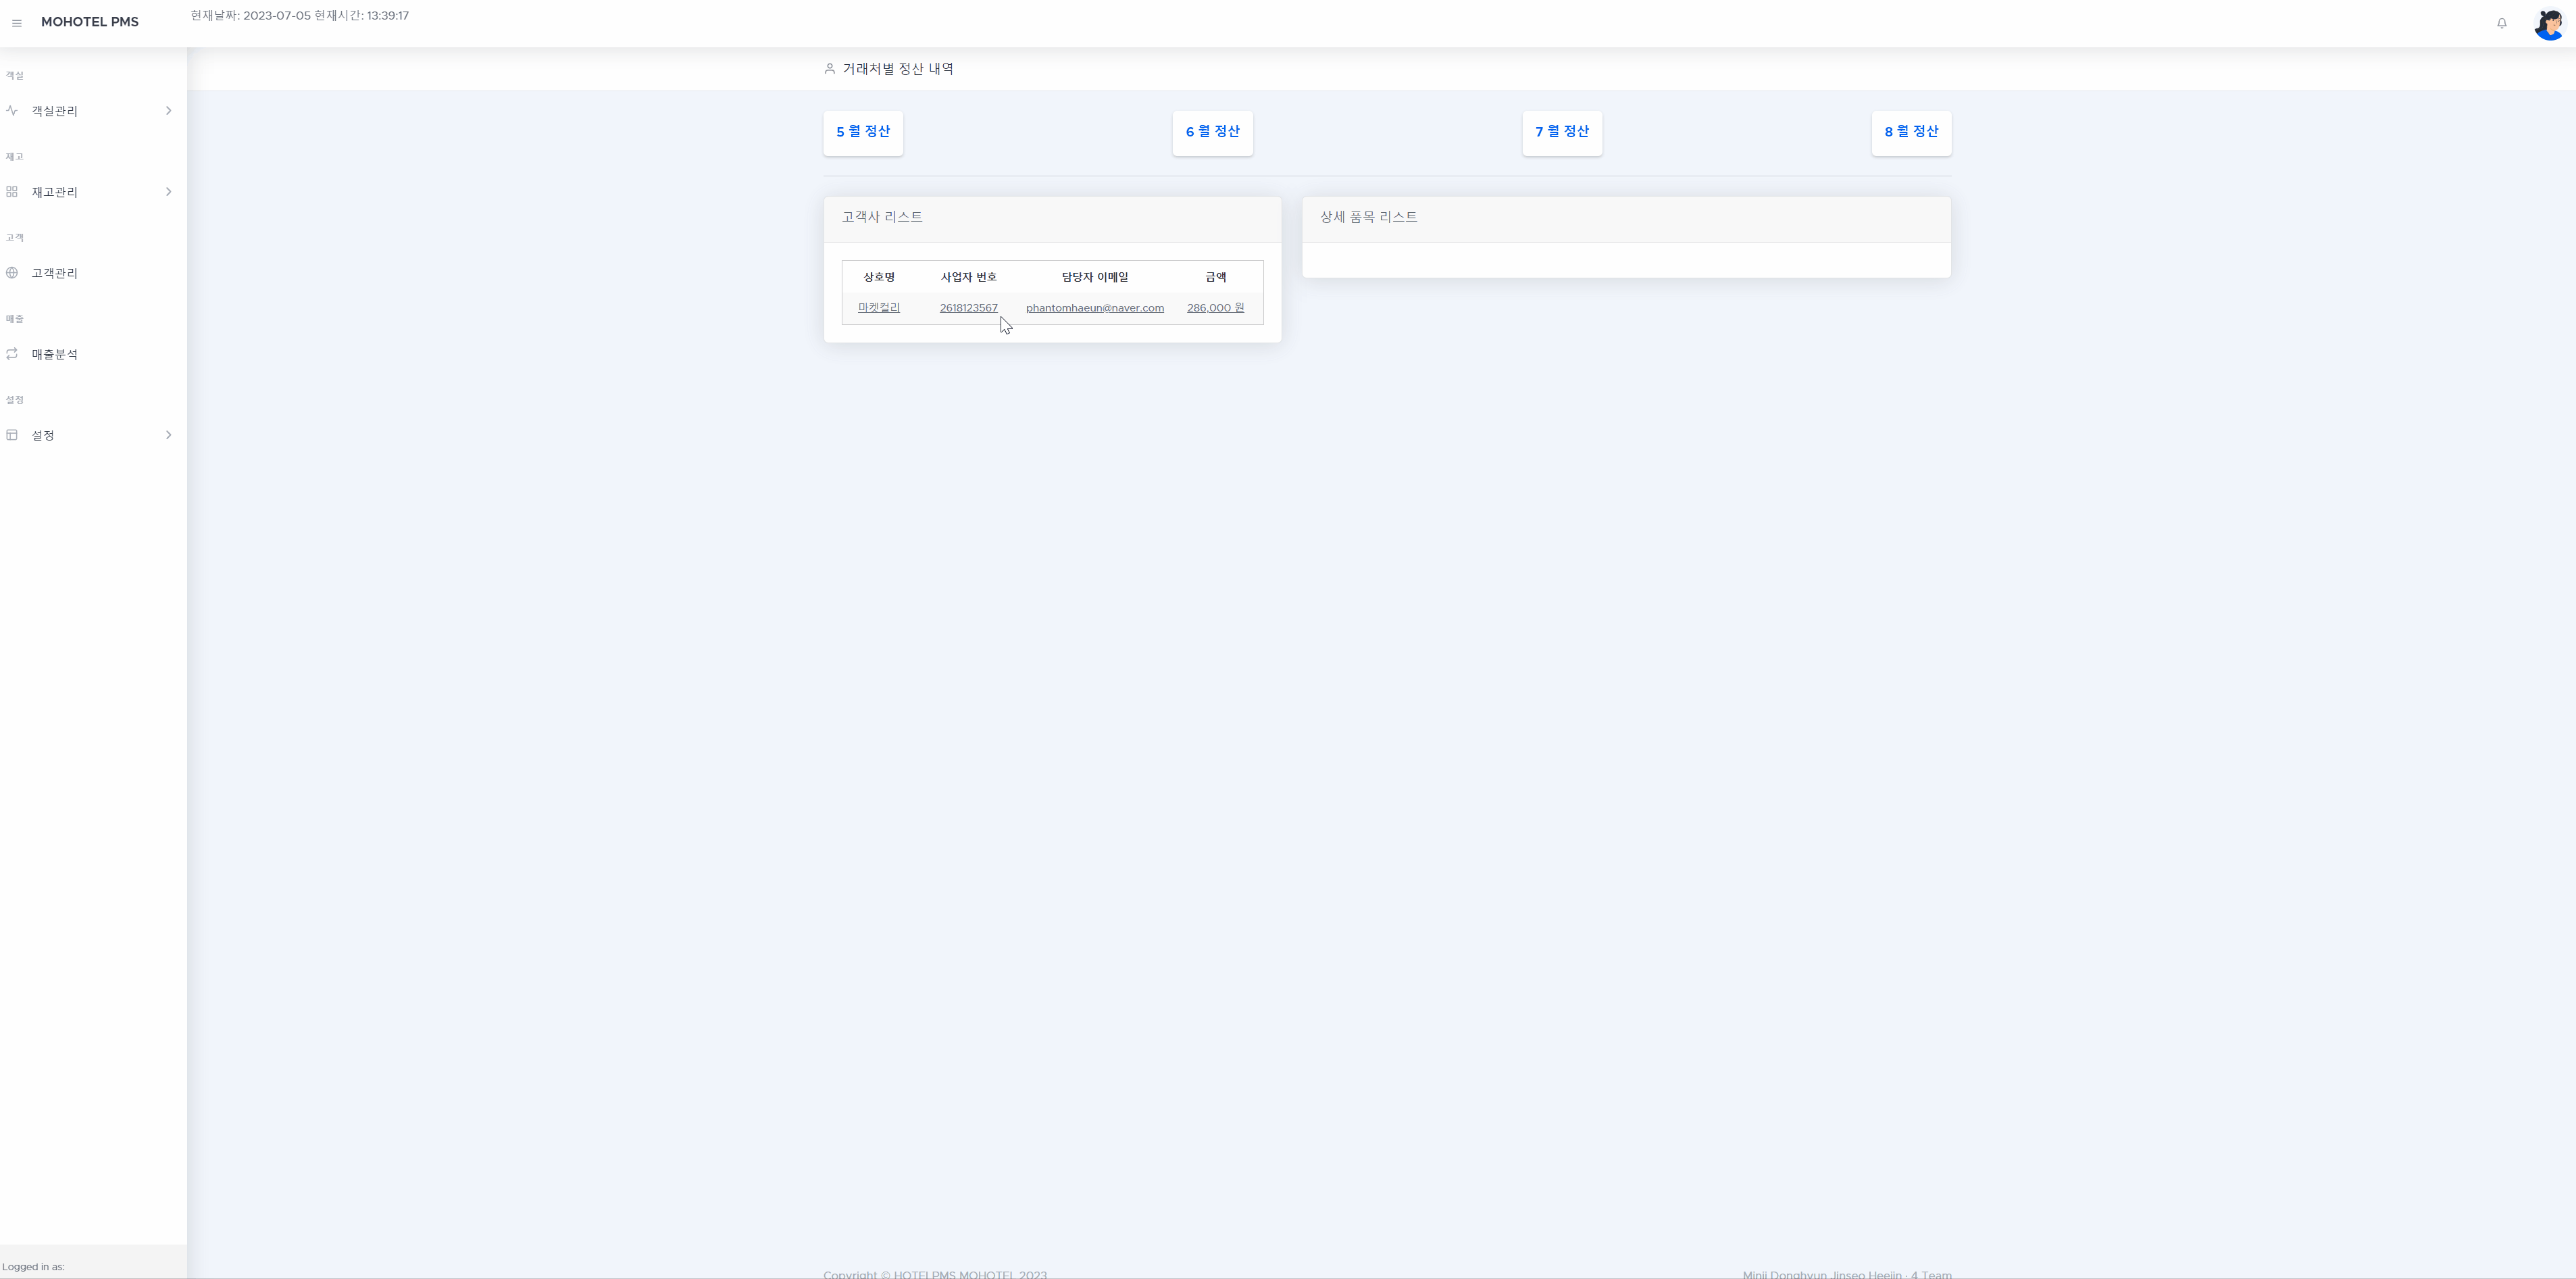 MOHOTEL PMS
현재날짜: 2023-07-05 현재시간: 13:39:17
객실
객실관리
재고
재고관리
고객
고객관리
매출
매출분석
설정
설정
Logged in as:
거래처별 정산 내역
5 월 정산
6 월 정산
7 월 정산
8 월 정산
고객사 리스트
상호명 사업자 번호 담당자 이메일 금액
마켓컬리 2618123567 phantomhaeun@naver.com 286,000 원
상세 품목 리스트
Copyright © HOTELPMS MOHOTEL 2023
Minji Donghyun Jinseo Heejin · 4 Team